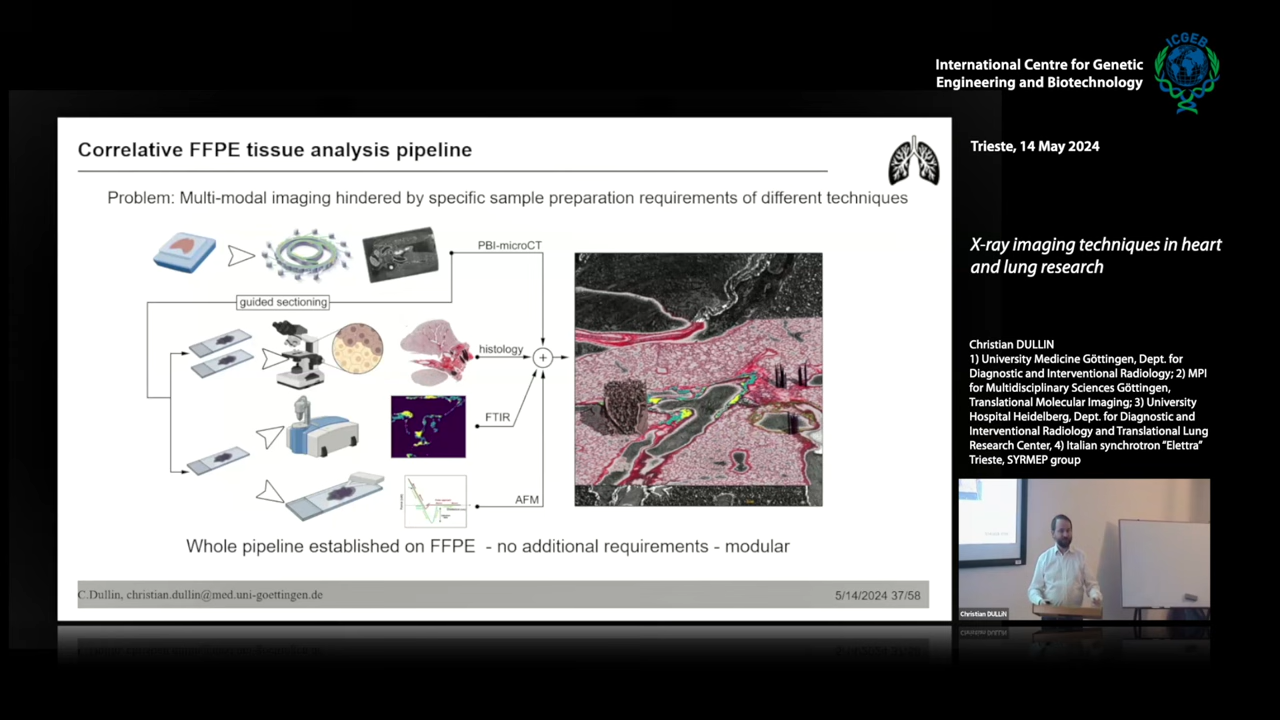 ICGEB
International Centre for Genetic
Engineering and Biotechnology
Trieste, 14 May 2024
X-ray imaging techniques in heart
and lung research
Christian DULLIN
1) University Medicine Göttingen, Dept. for
Diagnostic and Interventional Radiology; 2) MPI
for Multidisciplinary Sciences Göttingen,
Translational Molecular Imaging; 3) University
Hospital Heidelberg, Dept. for Diagnostic and
Interventional Radiology and Translational Lung
Research Center, 4) Italian synchrotron "Elettra"
Trieste, SYRMEP group
Christian DULLIN
Correlative FFPE tissue analysis pipeline
Problem: Multi-modal imaging hindered by specific sample preparation requirements of different techniques
PBI-microCT
guided sectioning
histology
+
FTIR
AFM
Whole pipeline established on FFPE - no additional requirements - modular
C.Dullin, christian.dullin@med.uni-goettingen.de
5/14/2024 37/58